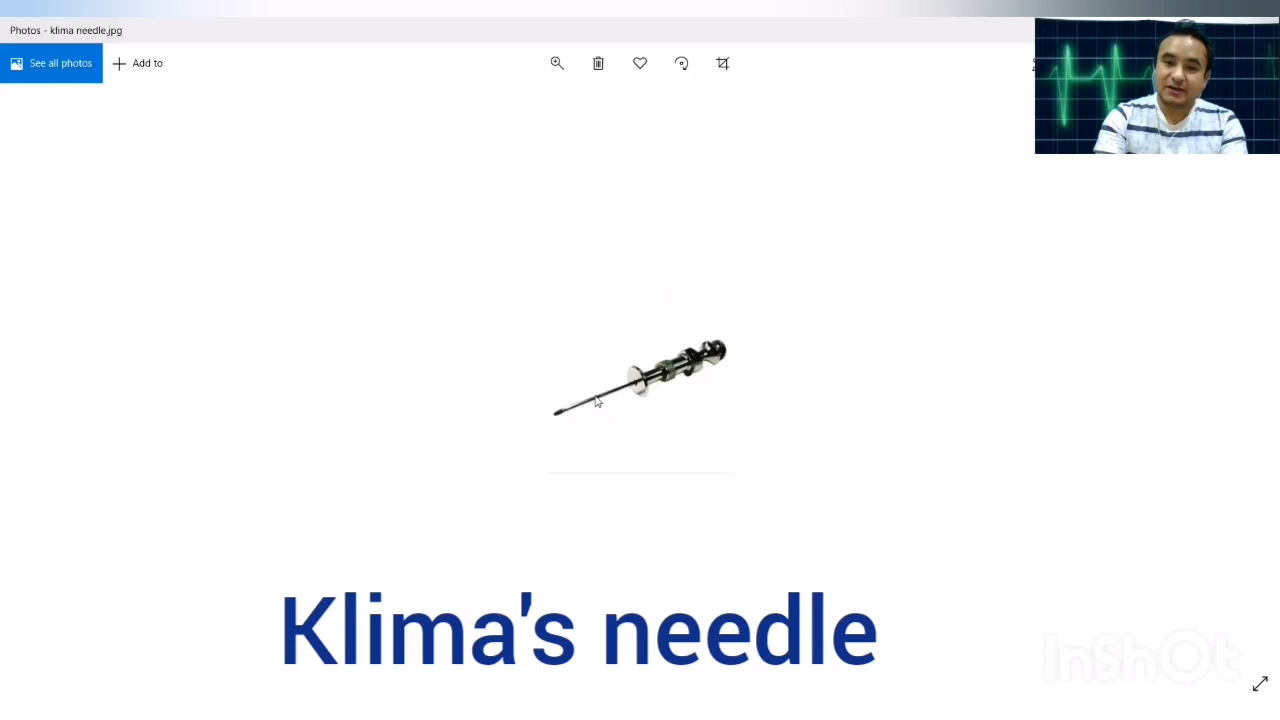 Photos - klima needle.jpg
See all photos
Add to
Klima's needle
InShOt